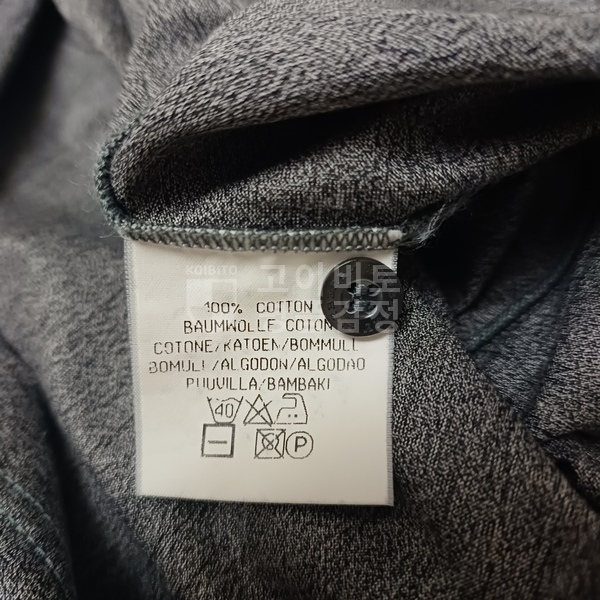 KOIBITO
고이비토
감정
100% COTTON
BAUMWOLLE COTON
COTONE/KATOEN/BOMMULL
BOMULL/ALGODON/ALGODAO
PUUVILLA/BAMBAKI
40
P